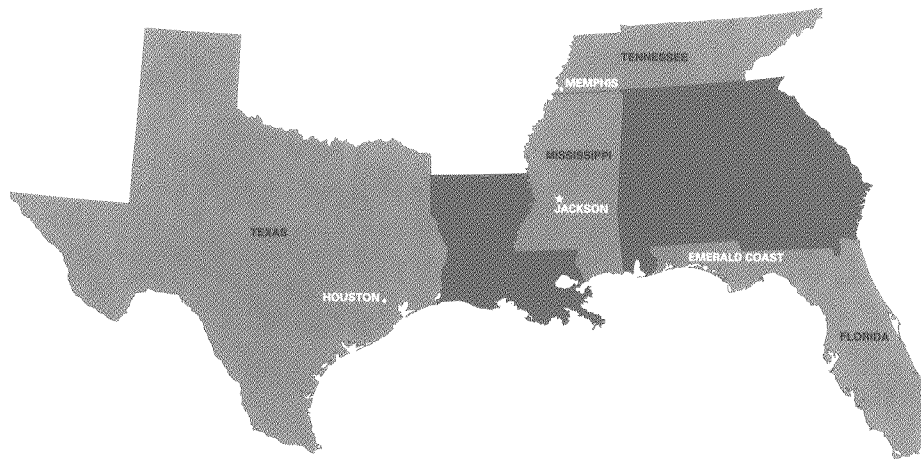 TENNESSEE
MEMPHIS
MISSISSIPPI
JACKSON
TEXAS
EMERALD COAST
HOUSTON
FLORIDA